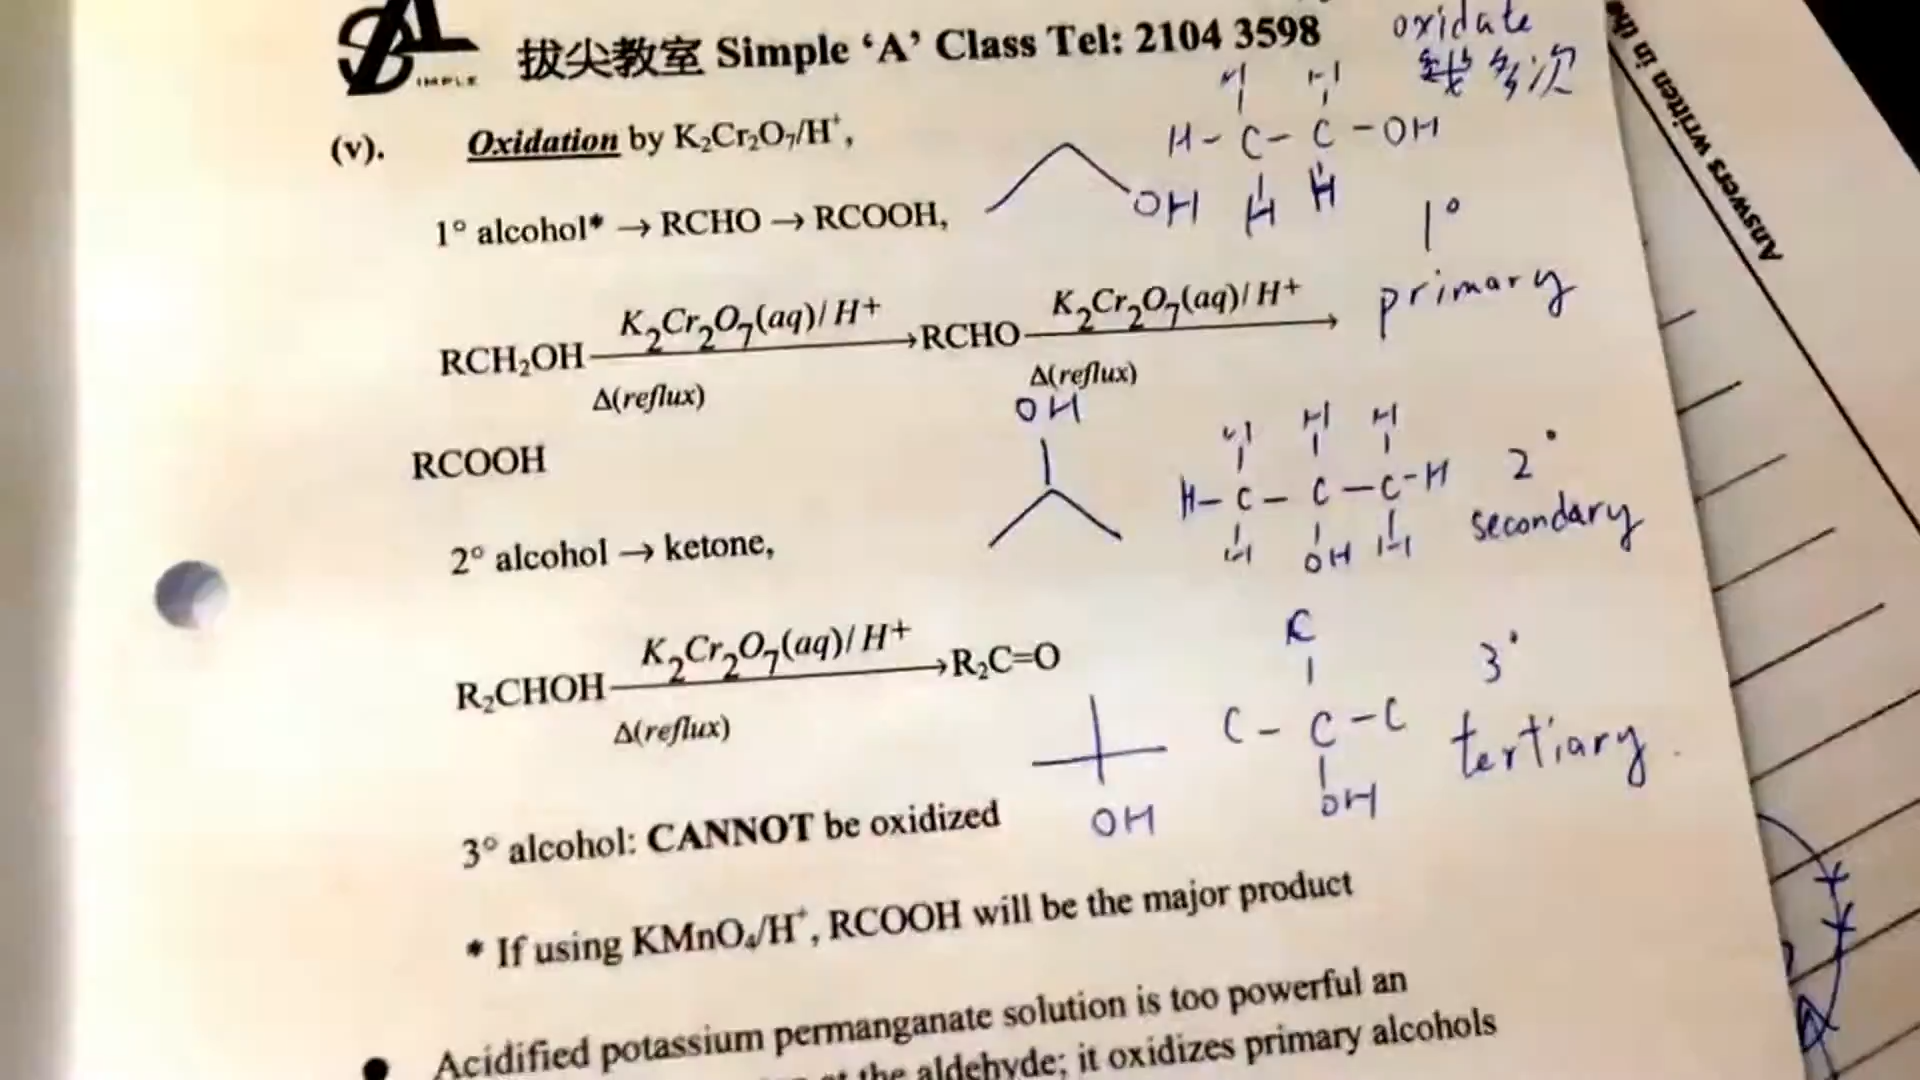 SIMPLE 拔尖教室 Simple ‘A’ Class Tel: 2104 3598
oxidate
多次
(v). Oxidation by K₂Cr₂O₇/H⁺,
H H
H - C - C - OH
H H
OH
1° alcohol* → RCHO → RCOOH,
1°
primary
RCH₂OH K₂Cr₂O₇(aq)/H+ Δ(reflux) → RCHO K₂Cr₂O₇(aq)/H+ Δ(reflux) →
RCOOH
OH
H H H
H - C - C - C - H
H OH H
2°
secondary
2° alcohol → ketone,
R₂CHOH K₂Cr₂O₇(aq)/H+ Δ(reflux) → R₂C=O
C
C - C - C
OH
3°
tertiary
OH
3° alcohol: CANNOT be oxidized
* If using KMnO₄/H⁺, RCOOH will be the major product
● Acidified potassium permanganate solution is too powerful an
the aldehyde; it oxidizes primary alcohols
Answers written in the